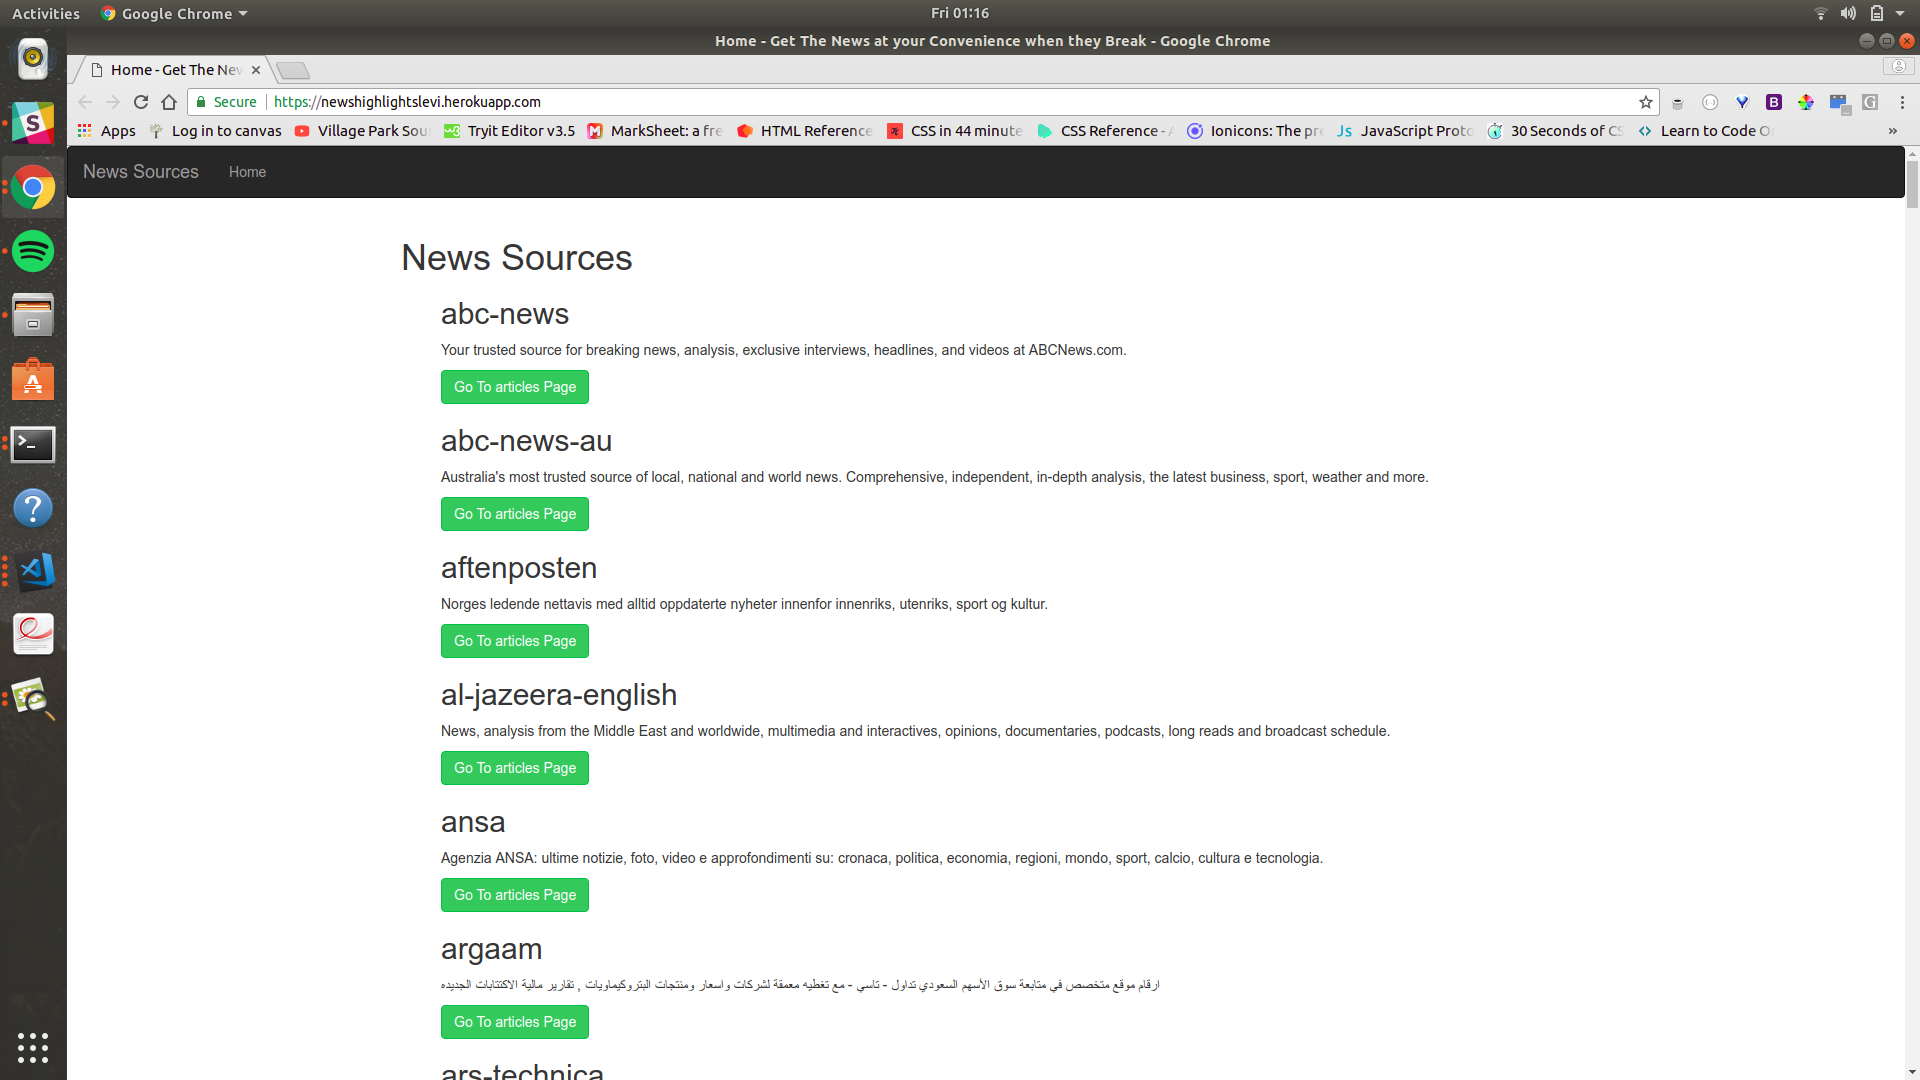 Activities
Google Chrome
Fri 01:16
Home - Get The News at your Convenience when they Break - Google Chrome
Home - Get The New
Secure
https://newshighlightslevi.herokuapp.com
Apps
Log in to canvas
Village Park Sou
Tryit Editor v3.5
MarkSheet: a fre
HTML Reference
CSS in 44 minute
CSS Reference - A
Ionicons: The pre
JavaScript Proto
30 Seconds of CS
Learn to Code O
»
News Sources
Home
News Sources
abc-news
Your trusted source for breaking news, analysis, exclusive interviews, headlines, and videos at ABCNews.com.
Go To articles Page
abc-news-au
Australia's most trusted source of local, national and world news. Comprehensive, independent, in-depth analysis, the latest business, sport, weather and more.
Go To articles Page
aftenposten
Norges ledende nettavis med alltid oppdaterte nyheter innenfor innenriks, utenriks, sport og kultur.
Go To articles Page
al-jazeera-english
News, analysis from the Middle East and worldwide, multimedia and interactives, opinions, documentaries, podcasts, long reads and broadcast schedule.
Go To articles Page
ansa
Agenzia ANSA: ultime notizie, foto, video e approfondimenti su: cronaca, politica, economia, regioni, mondo, sport, calcio, cultura e tecnologia.
Go To articles Page
argaam
ارقام موقع متخصص في متابعة سوق الأسهم السعودي تداول - تاسي - مع تغطيه معمقة لشركات واسعار ومنتجات البتروكيماويات , تقارير مالية الاكتتابات الجديده
Go To articles Page
ars-technica